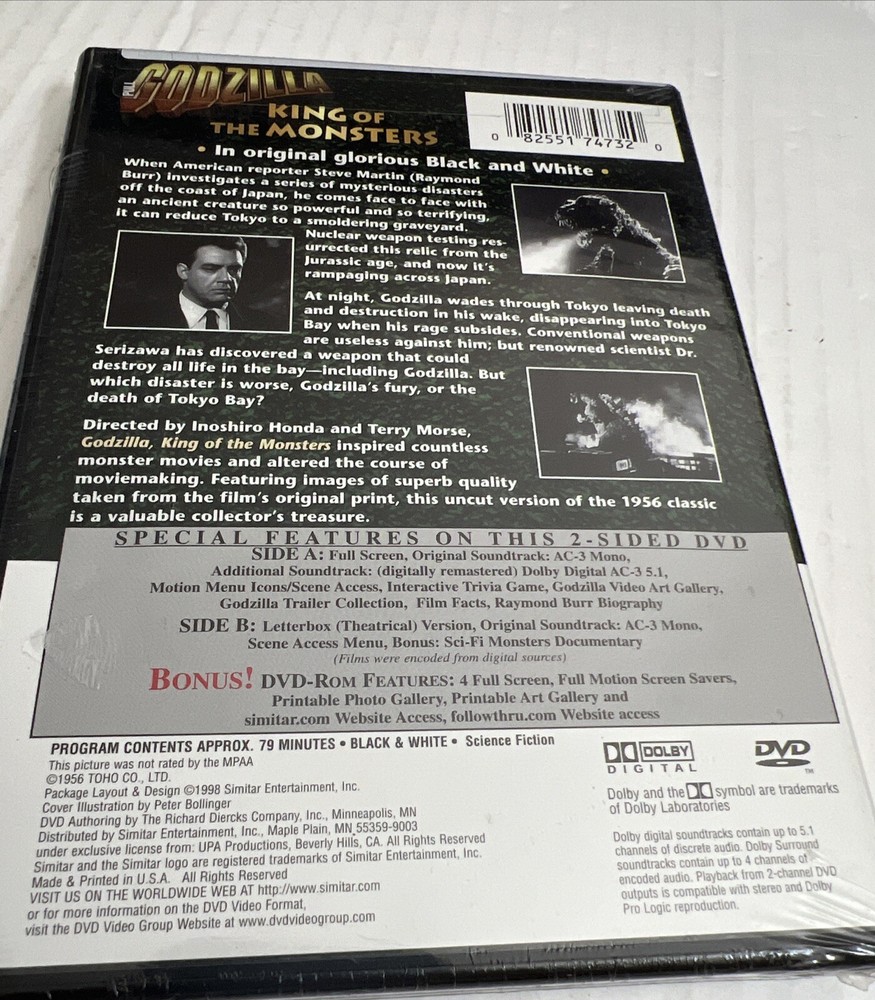 PULL
GODZILLA
KING OF
THE MONSTERS
0 82551 74732 0
• In original glorious Black and White •
When American reporter Steve Martin (Raymond
Burr) investigates a series of mysterious disasters
off the coast of Japan, he comes face to face with
an ancient creature so powerful and so terrifying,
it can reduce Tokyo to a smoldering graveyard.
Nuclear weapon testing res-
urrected this relic from the
Jurassic age, and now it's
rampaging across Japan.
At night, Godzilla wades through Tokyo leaving death
and destruction in his wake, disappearing into Tokyo
Bay when his rage subsides. Conventional weapons
are useless against him; but renowned scientist Dr.
Serizawa has discovered a weapon that could
destroy all life in the bay—including Godzilla. But
which disaster is worse, Godzilla's fury, or the
death of Tokyo Bay?
Directed by Inoshiro Honda and Terry Morse,
Godzilla, King of the Monsters inspired countless
monster movies and altered the course of
moviemaking. Featuring images of superb quality
taken from the film's original print, this uncut version of the 1956 classic
is a valuable collector's treasure.
SPECIAL FEATURES ON THIS 2-SIDED DVD
SIDE A: Full Screen, Original Soundtrack: AC-3 Mono,
Additional Soundtrack: (digitally remastered) Dolby Digital AC-3 5.1,
Motion Menu Icons/Scene Access, Interactive Trivia Game, Godzilla Video Art Gallery,
Godzilla Trailer Collection, Film Facts, Raymond Burr Biography
SIDE B: Letterbox (Theatrical) Version, Original Soundtrack: AC-3 Mono,
Scene Access Menu, Bonus: Sci-Fi Monsters Documentary
(Films were encoded from digital sources)
BONUS! DVD-ROM FEATURES: 4 Full Screen, Full Motion Screen Savers,
Printable Photo Gallery, Printable Art Gallery and
similar.com Website Access, followthru.com Website access
PROGRAM CONTENTS APPROX. 79 MINUTES • BLACK & WHITE • Science Fiction
This picture was not rated by the MPAA
©1956 TOHO CO., LTD.
Package Layout & Design ©1998 Simitar Entertainment, Inc.
Cover Illustration by Peter Bollinger
DVD Authoring by The Richard Diercks Company, Inc., Minneapolis, MN
Distributed by Simitar Entertainment, Inc., Maple Plain, MN 55359-9003
under exclusive license from: UPA Productions, Beverly Hills, CA. All Rights Reserved
Simitar and the Simitar logo are registered trademarks of Simitar Entertainment, Inc.
Made & Printed in U.S.A. All Rights Reserved
VISIT US ON THE WORLDWIDE WEB AT http://www.simitar.com
or for more information on the DVD Video Format,
visit the DVD Video Group Website at www.dvdvideogroup.com
DOLBY
DIGITAL
DVD
TM
Dolby and the symbol are trademarks
of Dolby Laboratories
Dolby digital soundtracks contain up to 5.1
channels of discrete audio. Dolby Surround
soundtracks contain up to 4 channels of
encoded audio. Playback from 2-channel DVD
outputs is compatible with stereo and Dolby
Pro Logic reproduction.